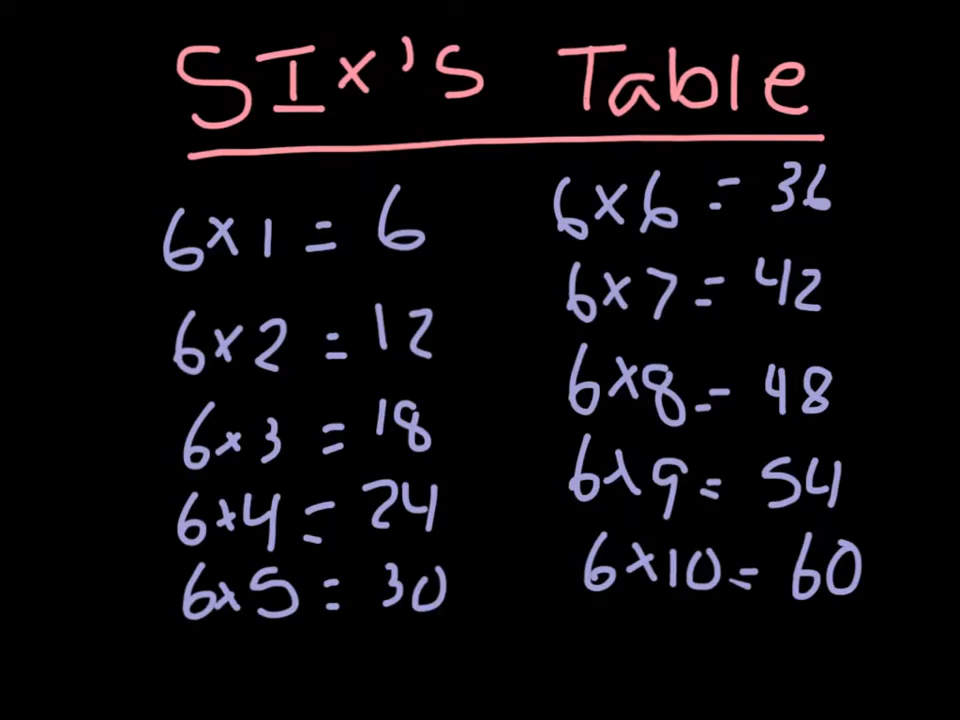 SIx's Table
6x1 = 6
6x2 = 12
6x3 = 18
6x4 = 24
6x5 = 30
6x6 = 36
6x7 = 42
6x8 = 48
6x9 = 54
6x10 = 60